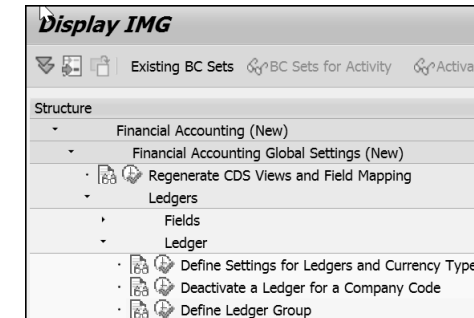 Display IMG
Existing BC Sets BC Sets for Activity Activa
Structure
Financial Accounting (New)
Financial Accounting Global Settings (New)
Regenerate CDS Views and Field Mapping
Ledgers
Fields
Ledger
Define Settings for Ledgers and Currency Type
Deactivate a Ledger for a Company Code
Define Ledger Group